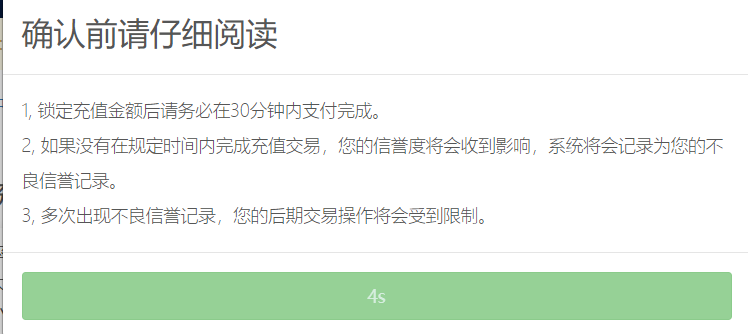 确认前请仔细阅读
1, 锁定充值金额后请务必在30分钟内支付完成。
2, 如果没有在规定时间内完成充值交易，您的信誉度将会收到影响，系统将会记录为您的不
良信誉记录。
3, 多次出现不良信誉记录，您的后期交易操作将会受到限制。
4s